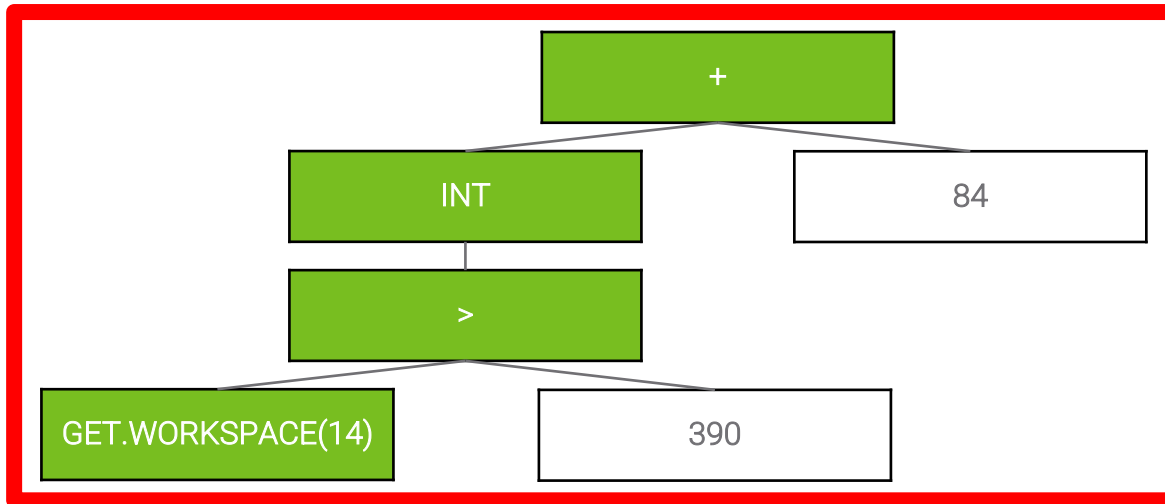 +
INT
84
>
GET.WORKSPACE(14)
390